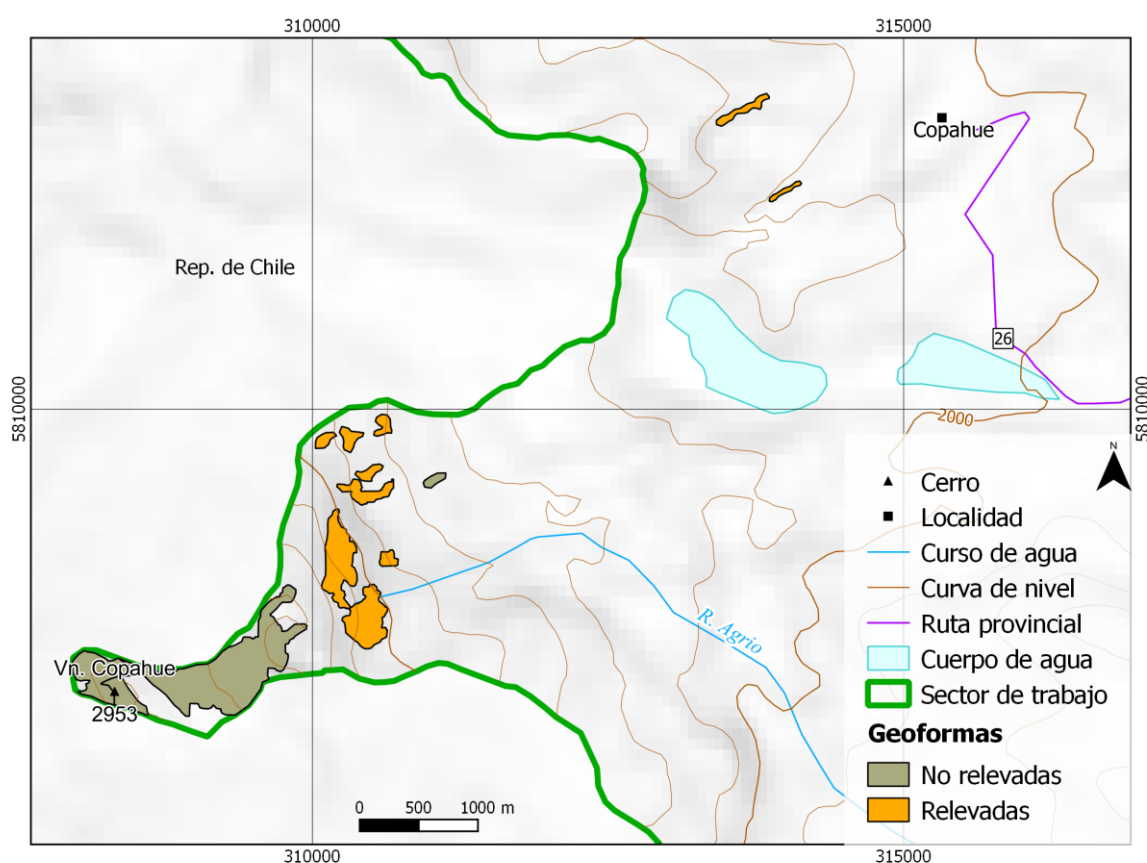 310000
315000
Copahue
Rep. de Chile
26
5810000
5810000
2000
N
Cerro
Localidad
Curso de agua
Curva de nivel
Ruta provincial
Cuerpo de agua
Sector de trabajo
Geoformas
No relevadas
Relevadas
R. Agrio
Vn. Copahue
2953
0 500 1000 m
310000
315000